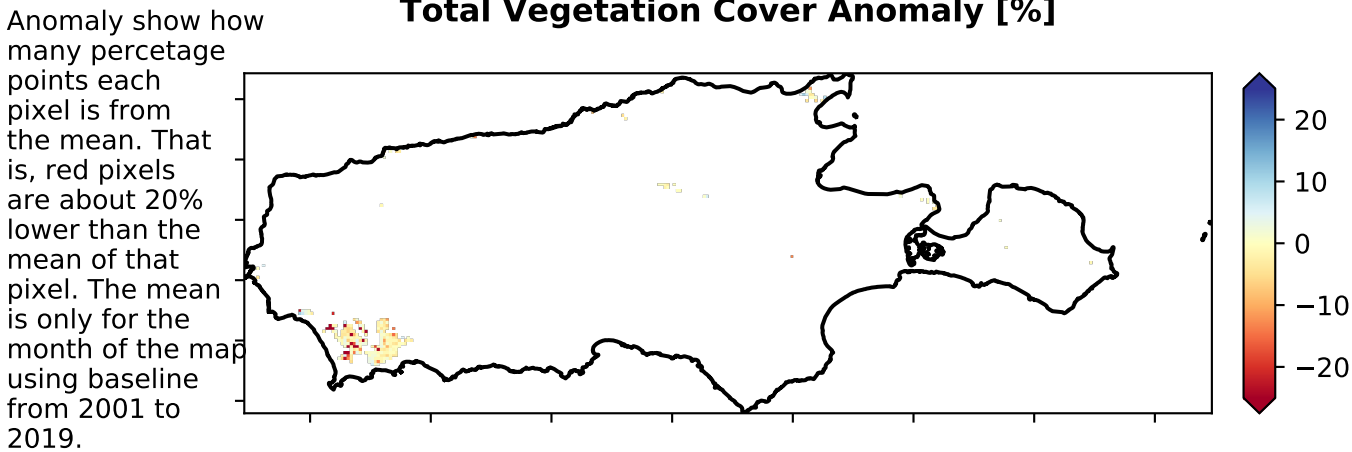 Total Vegetation Cover Anomaly [%]
Anomaly show how
many percetage
points each
pixel is from
the mean. That
is, red pixels
are about 20%
lower than the
mean of that
pixel. The mean
is only for the
month of the map
using baseline
from 2001 to
2019.
20
10
0
−10
−20